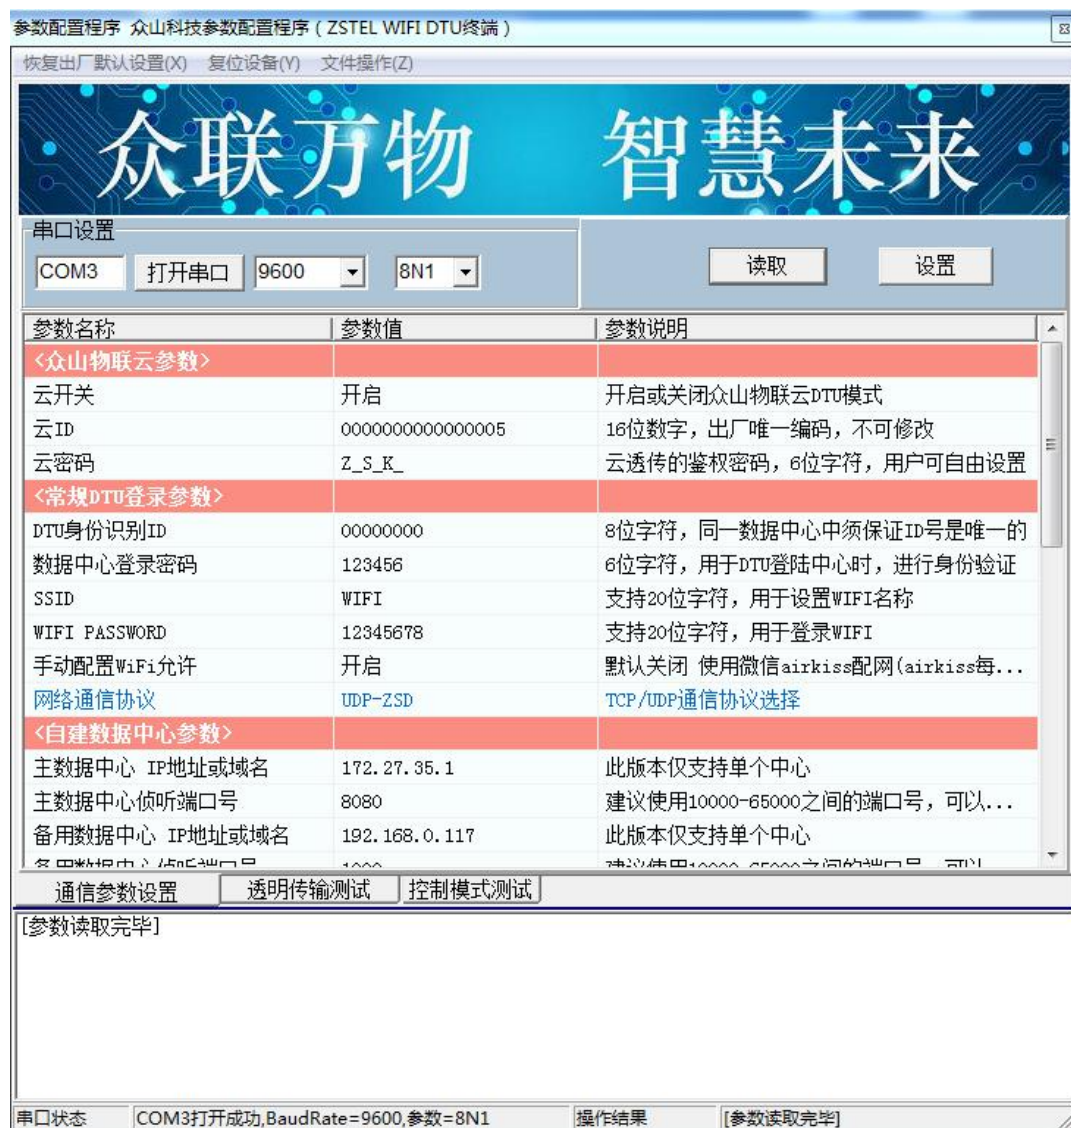 参数配置程序 众山科技参数配置程序（ZSTEL WIFI DTU终端）
恢复出厂默认设置(X) 复位设备(Y) 文件操作(Z)
众联万物 智慧未来
串口设置
COM3 打开串口 9600 8N1 读取 设置
参数名称 参数值 参数说明
<众山物联云参数>
云开关 开启 开启或关闭众山物联云DTU模式
云ID 0000000000000005 16位数字，出厂唯一编码，不可修改
云密码 Z_S_K_ 云透传的鉴权密码，6位字符，用户可自由设置
<常规DTU登录参数>
DTU身份识别ID 00000000 8位字符，同一数据中心中须保证ID号是唯一的
数据中心登录密码 123456 6位字符，用于DTU登陆中心时，进行身份验证
SSID WIFI 支持20位字符，用于设置WIFI名称
WIFI PASSWORD 12345678 支持20位字符，用于登录WIFI
手动配置WiFi允许 开启 默认关闭 使用微信airkiss配网(airkiss每...
网络通信协议 UDP-ZSD TCP/UDP通信协议选择
<自建数据中心参数>
主数据中心 IP地址或域名 172.27.35.1 此版本仅支持单个中心
主数据中心侦听端口号 8080 建议使用10000-65000之间的端口号，可以...
备用数据中心 IP地址或域名 192.168.0.117 此版本仅支持单个中心
通信参数设置 透明传输测试 控制模式测试
[参数读取完毕]
串口状态 COM3打开成功,BaudRate=9600,参数=8N1 操作结果 [参数读取完毕]